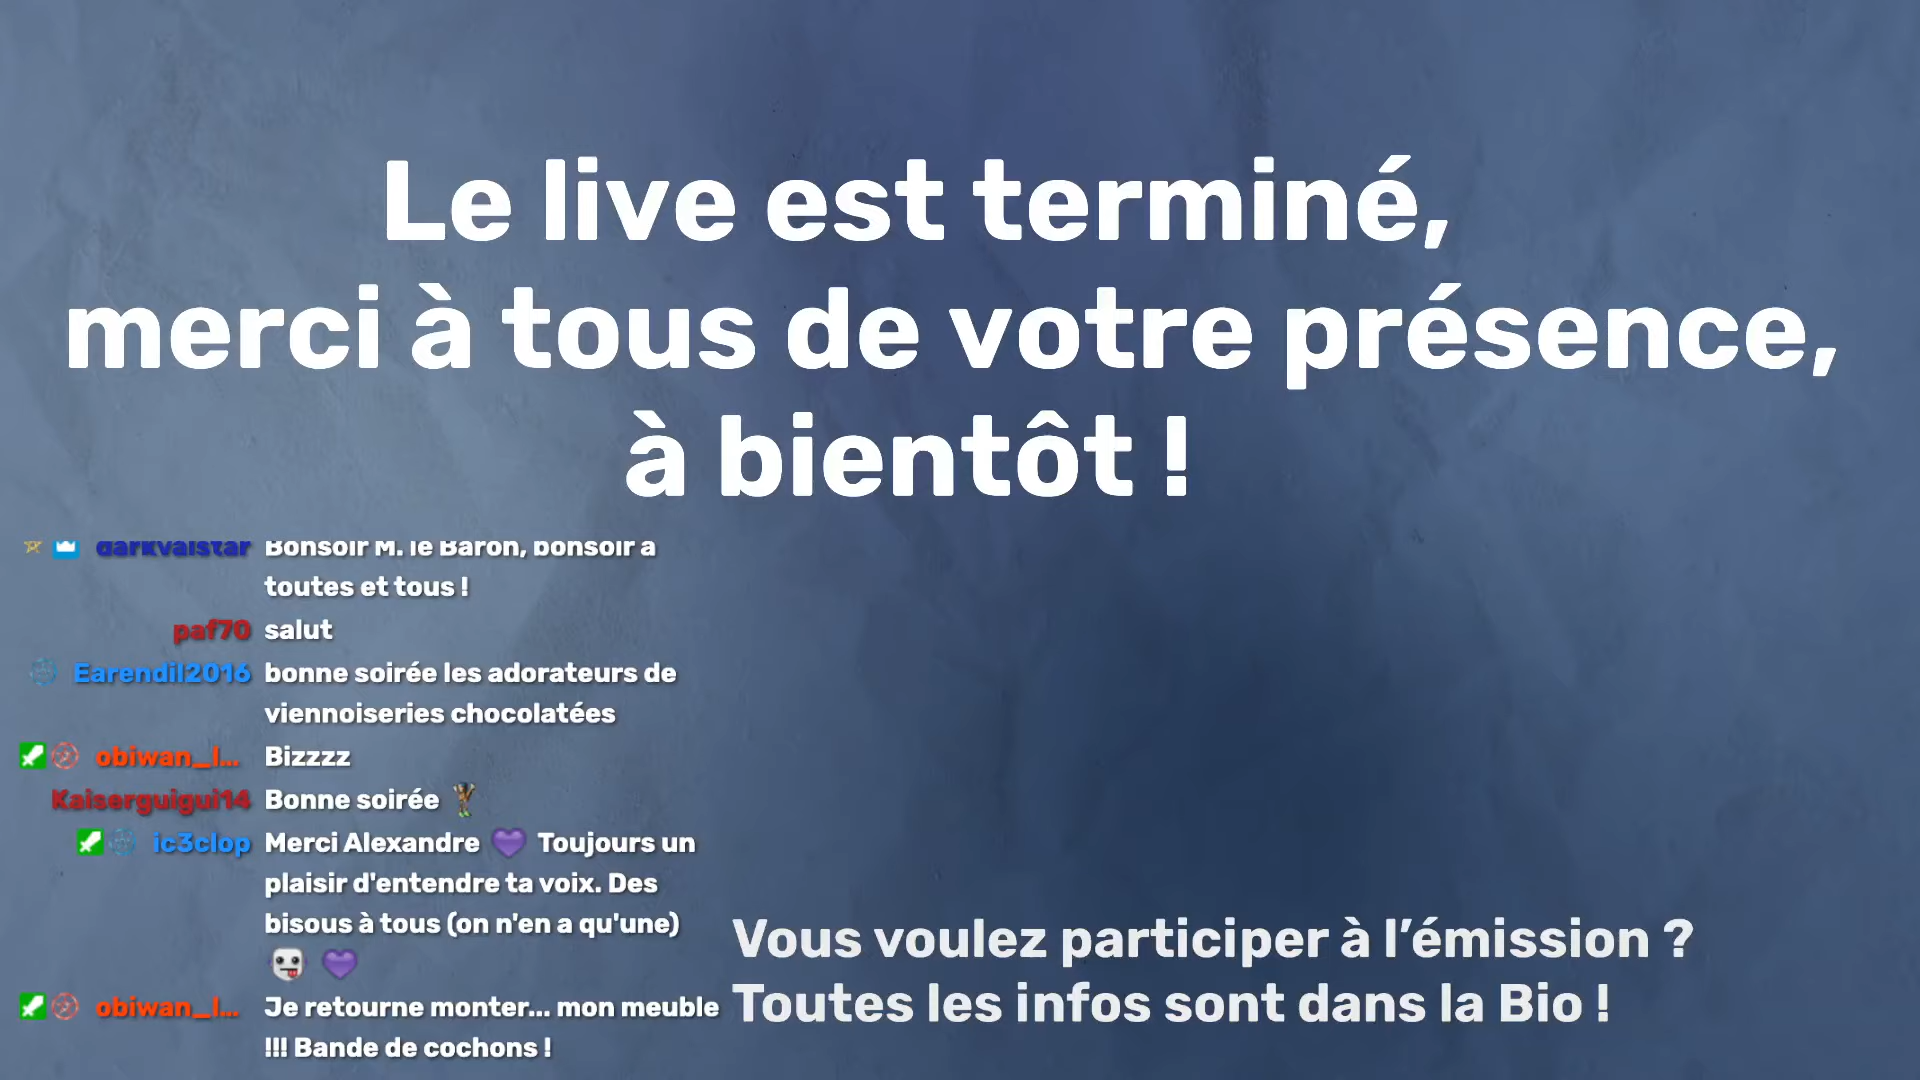 Le live est terminé,
merci à tous de votre présence,
à bientôt !
darkvalstar Bonsoir M. le Baron, bonsoir à
toutes et tous !
paf70 salut
Earendil2016 bonne soirée les adorateurs de
viennoiseries chocolatées
obiwan_l... Bizzzz
Kaiserguigui14 Bonne soirée
ic3clop Merci Alexandre 💜 Toujours un
plaisir d'entendre ta voix. Des
bisous à tous (on n'en a qu'une)
💜
obiwan_l... Je retourne monter... mon meuble
!!! Bande de cochons !
Vous voulez participer à l’émission ?
Toutes les infos sont dans la Bio !